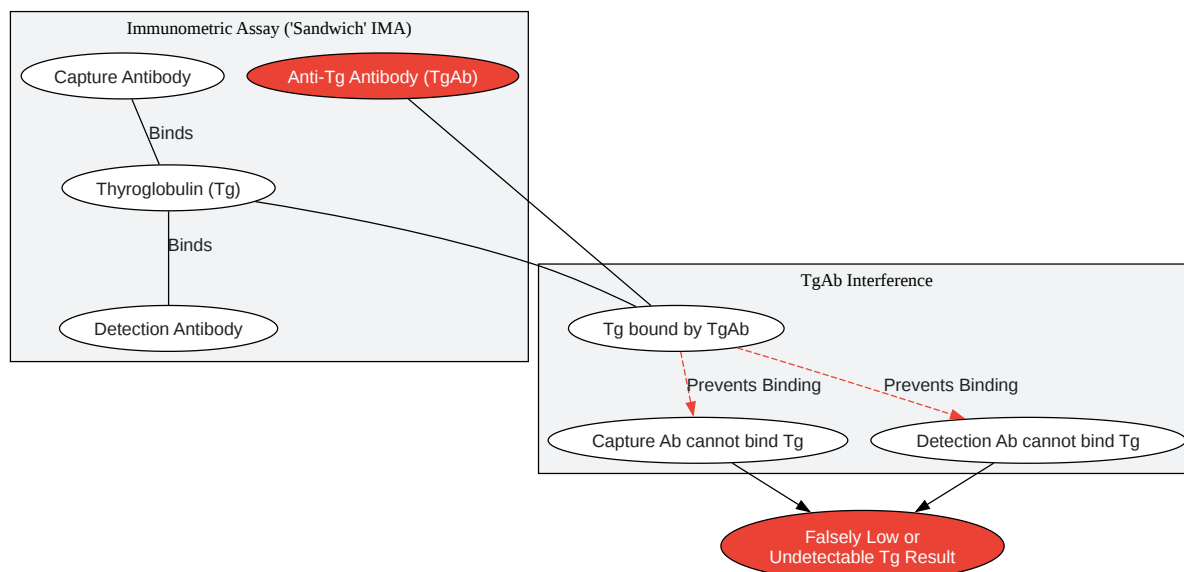 Immunometric Assay ('Sandwich' IMA)
Capture Antibody
Anti-Tg Antibody (TgAb)
Binds
Thyroglobulin (Tg)
Binds
Detection Antibody
TgAb Interference
Tg bound by TgAb
Prevents Binding
Prevents Binding
Capture Ab cannot bind Tg
Detection Ab cannot bind Tg
Falsely Low or
Undetectable Tg Result